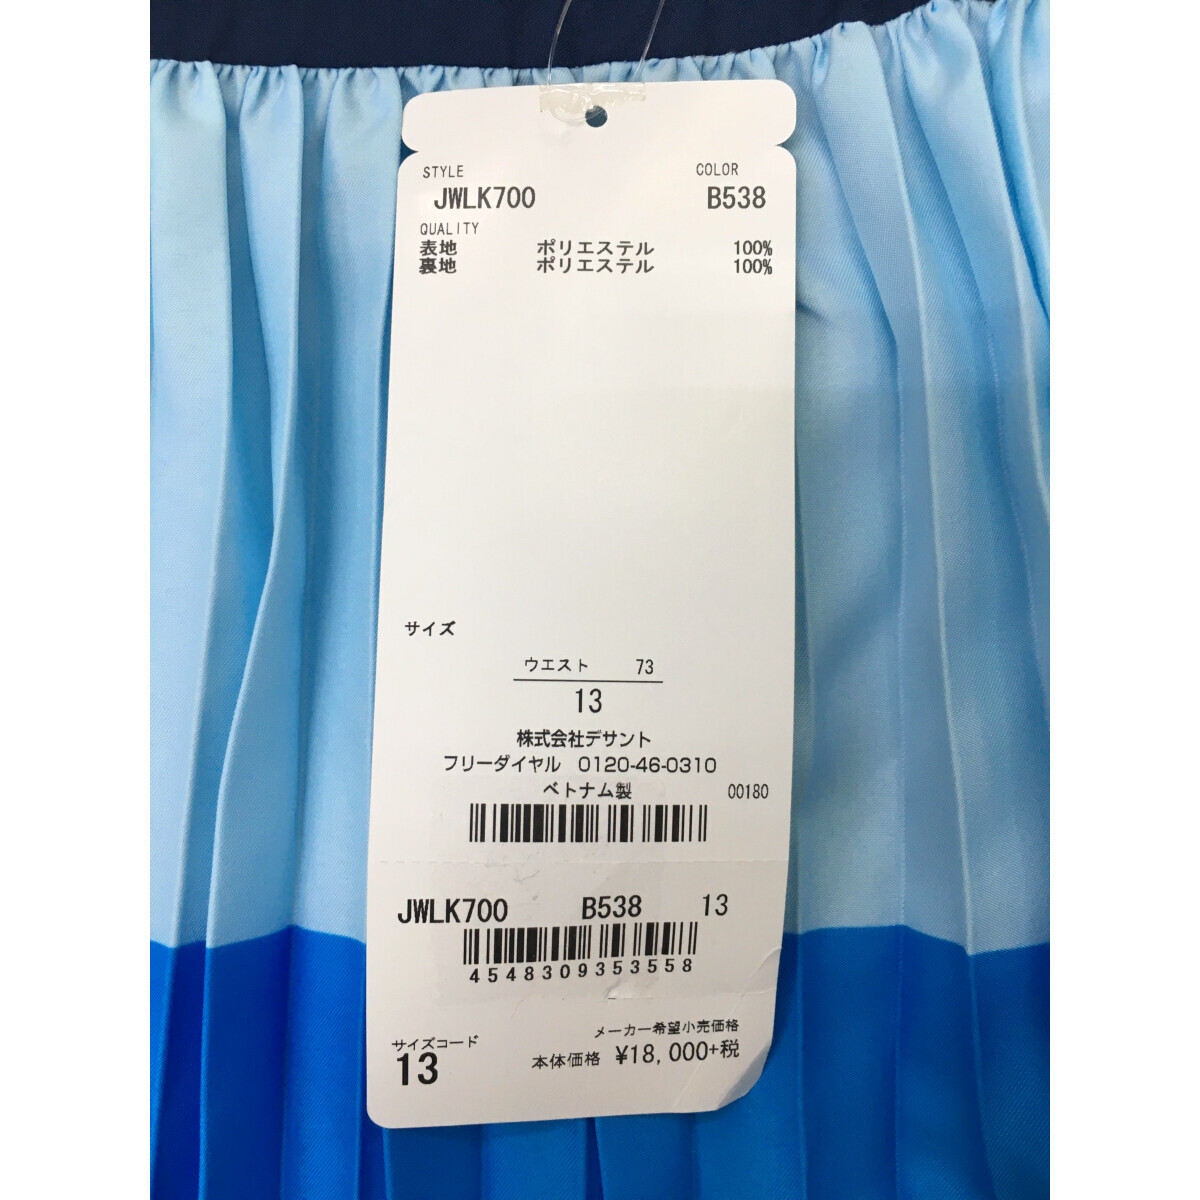 STYLE COLOR
JWLK700 B538
QUALITY
表地 ポリエステル 100%
裏地 ポリエステル 100%
サイズ
ウエスト 73
13
株式会社デサント
フリーダイヤル 0120-46-0310
ベトナム製 00180
JWLK700 B538 13
4548309353558
メーカー希望小売価格
サイズコード
本体価格 ¥18,000+税
13